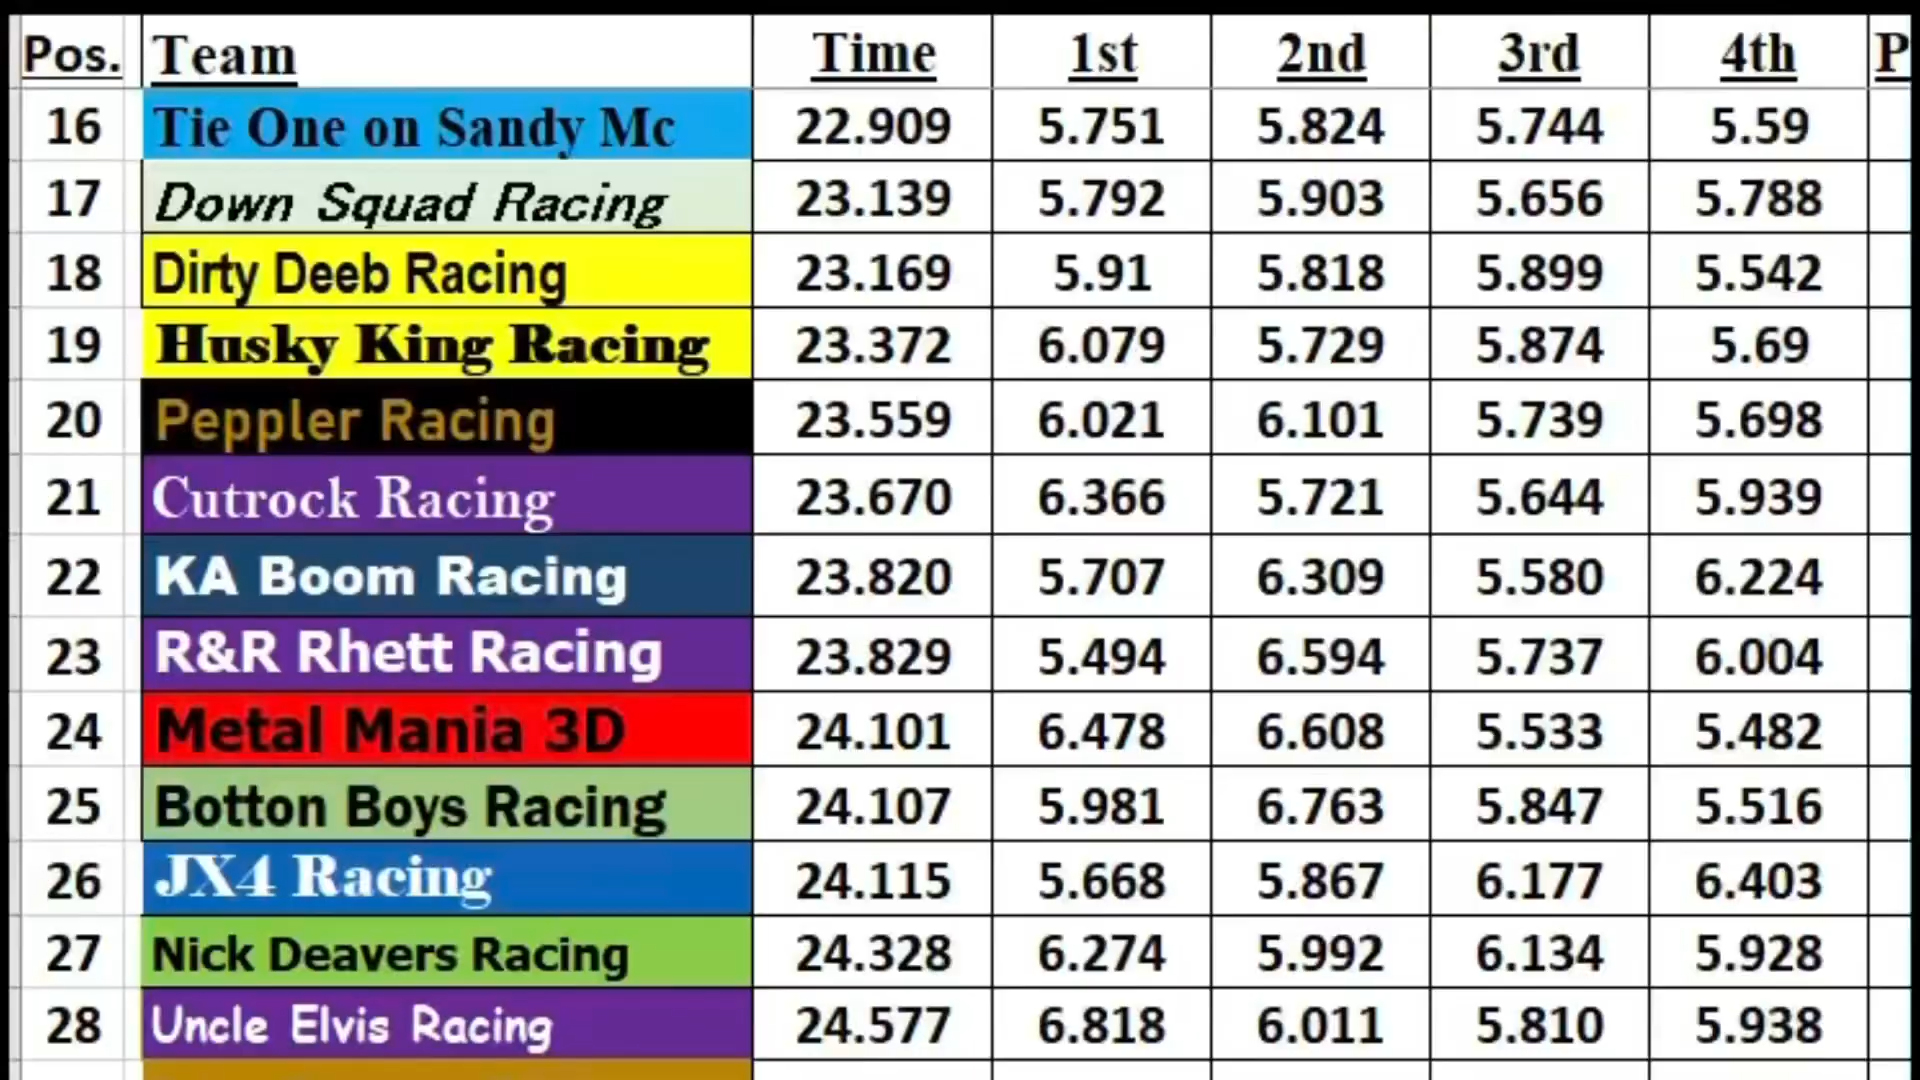 Pos. Team Time 1st 2nd 3rd 4th P
16 Tie One on Sandy Mc 22.909 5.751 5.824 5.744 5.59
17 Down Squad Racing 23.139 5.792 5.903 5.656 5.788
18 Dirty Deeb Racing 23.169 5.91 5.818 5.899 5.542
19 Husky King Racing 23.372 6.079 5.729 5.874 5.69
20 Peppler Racing 23.559 6.021 6.101 5.739 5.698
21 Cutrock Racing 23.670 6.366 5.721 5.644 5.939
22 KA Boom Racing 23.820 5.707 6.309 5.580 6.224
23 R&R Rhett Racing 23.829 5.494 6.594 5.737 6.004
24 Metal Mania 3D 24.101 6.478 6.608 5.533 5.482
25 Botton Boys Racing 24.107 5.981 6.763 5.847 5.516
26 JX4 Racing 24.115 5.668 5.867 6.177 6.403
27 Nick Deavers Racing 24.328 6.274 5.992 6.134 5.928
28 Uncle Elvis Racing 24.577 6.818 6.011 5.810 5.938